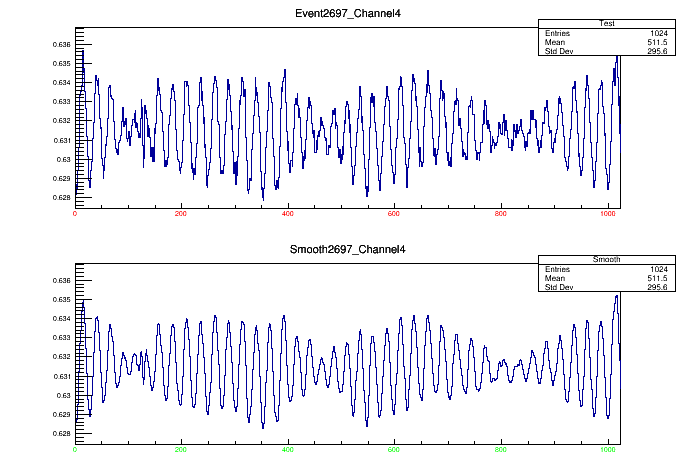 Event2697_Channel4
Test
Entries 1024
Mean 511.5
Std Dev 295.6
0.636
0.635
0.634
0.633
0.632
0.631
0.63
0.629
0.628
0 200 400 600 800 1000
Smooth2697_Channel4
Smooth
Entries 1024
Mean 511.5
Std Dev 295.6
0.636
0.635
0.634
0.633
0.632
0.631
0.63
0.629
0.628
0 200 400 600 800 1000